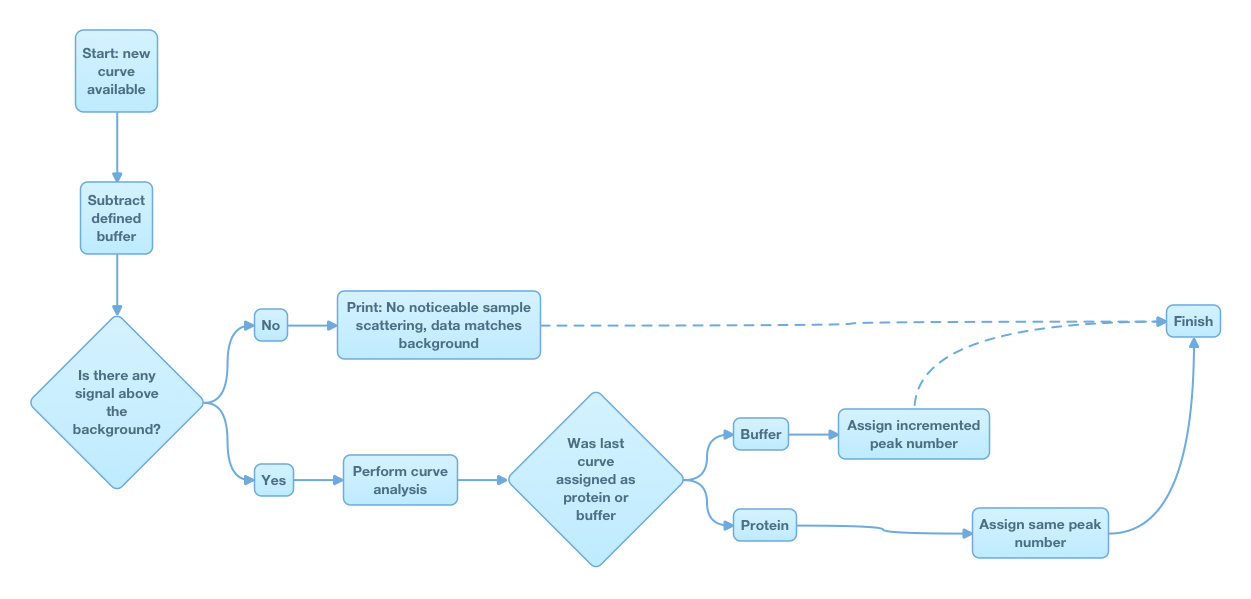 Start: new
curve
available
Subtract
defined
buffer
Is there any
signal above
the
background?
No
Print: No noticeable sample
scattering, data matches
background
Yes
Perform curve
analysis
Was last
curve
assigned as
protein or
buffer
Buffer
Assign incremented
peak number
Protein
Assign same peak
number
Finish